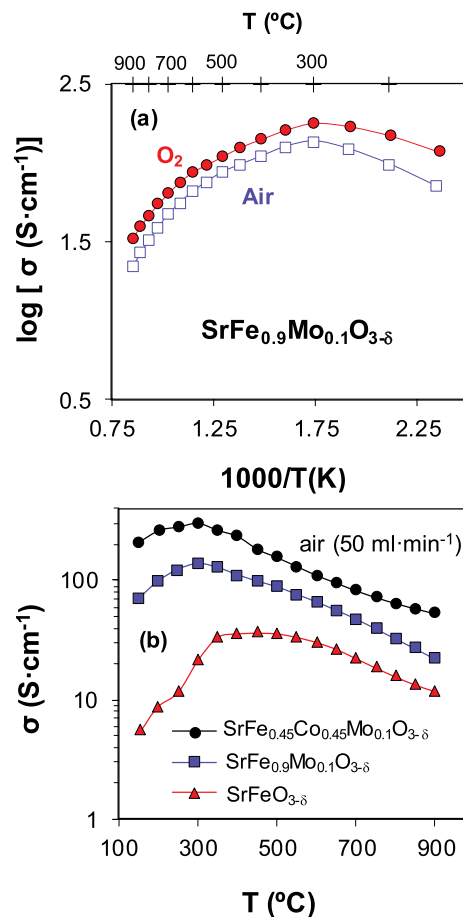 T (ºC)
900 700 500 300
2.5
(a)
O₂
Air
1.5
log [ σ (S·cm⁻¹)]
SrFe₀.₉Mo₀.₁O₃₋δ
0.5
0.75 1.25 1.75 2.25
1000/T(K)
air (50 ml·min⁻¹)
100
(b)
σ (S·cm⁻¹)
10
SrFe₀.₄₅Co₀.₄₅Mo₀.₁O₃₋δ
SrFe₀.₉Mo₀.₁O₃₋δ
SrFeO₃₋δ
1
100 300 500 700 900
T (ºC)